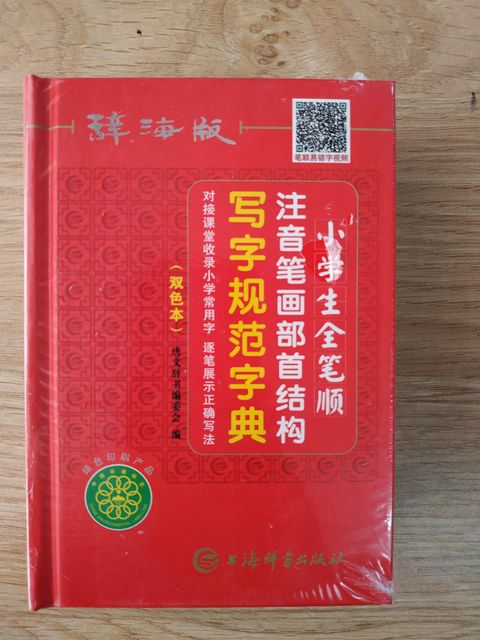 辞海版
笔顺易错字视频
小学生全笔顺
注音笔画部首结构
写字规范字典
对接课堂收录小学常用字 逐笔展示正确写法
（双色本）
唐文辞书编委会 编
绿色印刷产品
上海辞书出版社